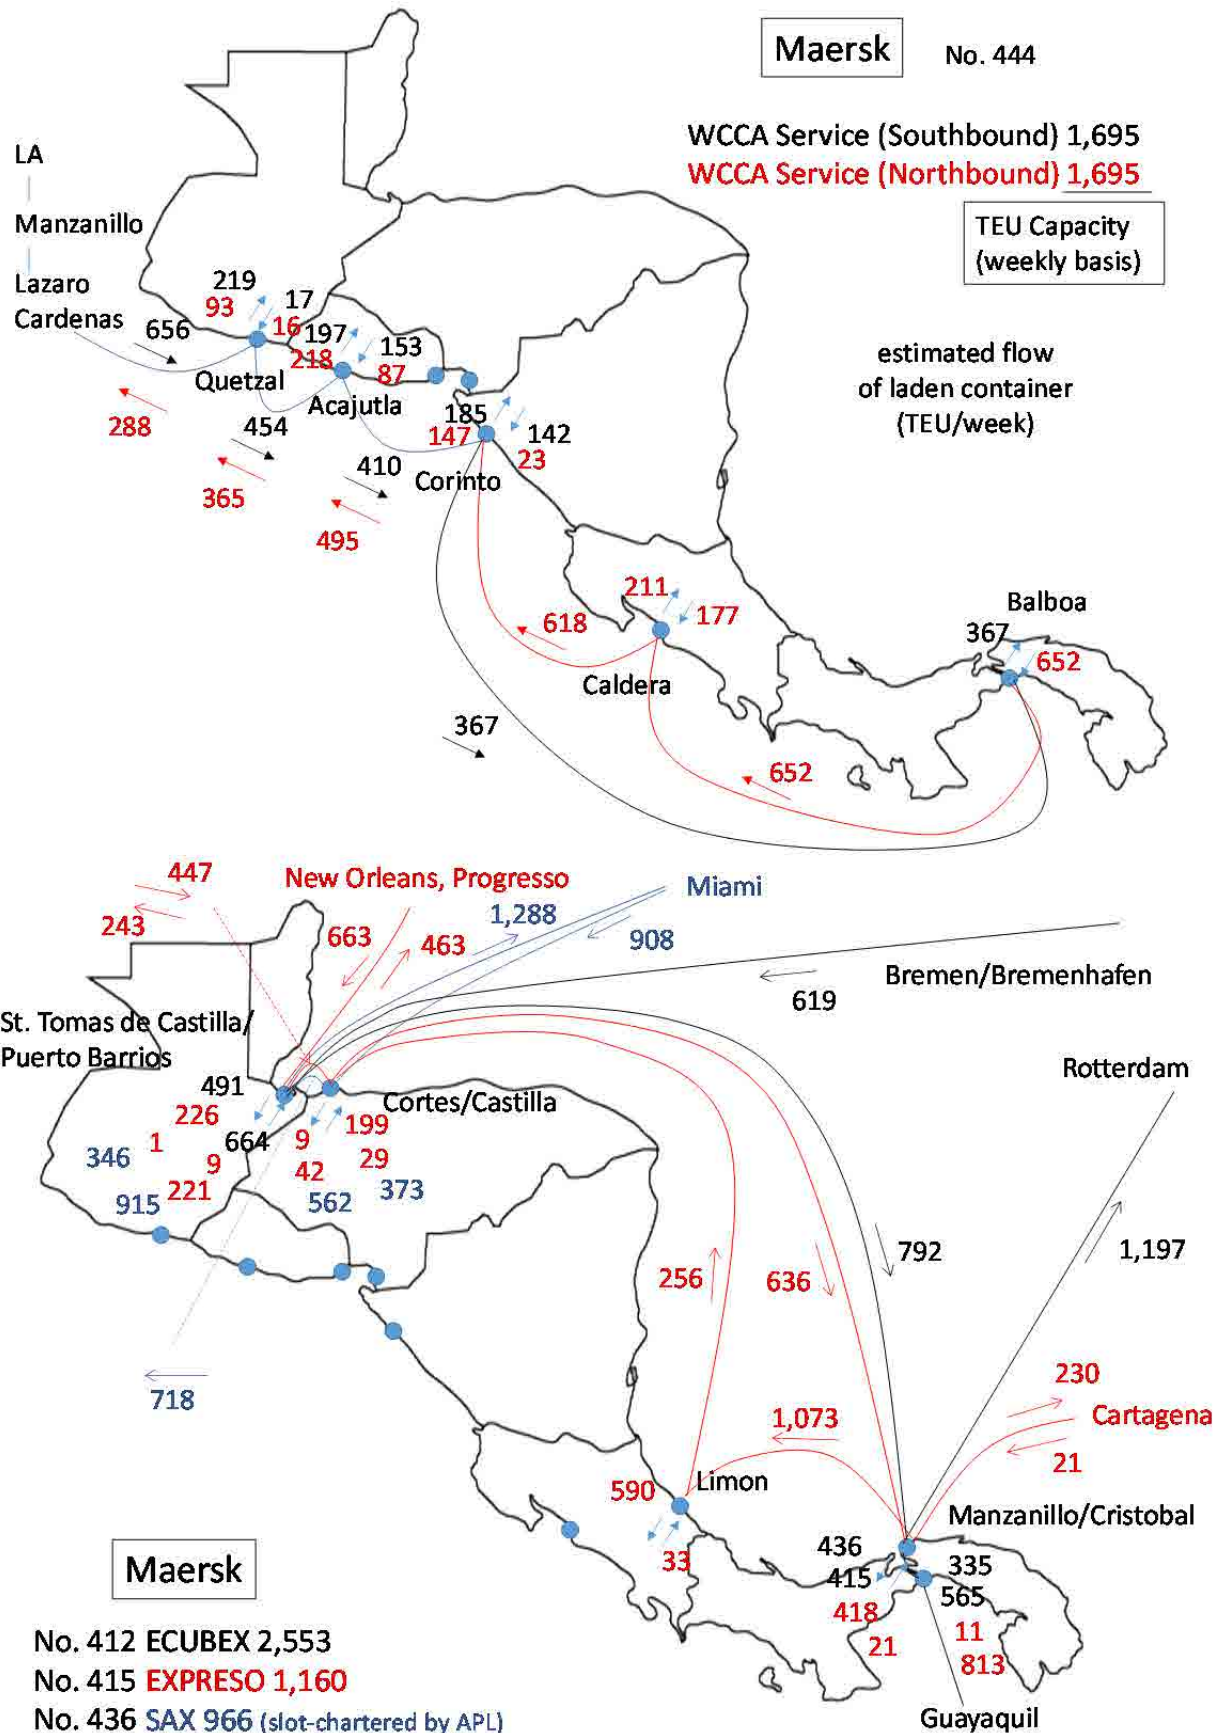 Maersk
No. 444
WCCA Service (Southbound) 1,695
WCCA Service (Northbound) 1,695
TEU Capacity
(weekly basis)
estimated flow
of laden container
(TEU/week)
LA
Manzanillo
Lazaro
Cardenas
219
93
17
16
656
197
218
153
87
Quetzal
Acajutla
288
454
185
147
142
23
365
410
Corinto
495
211
177
618
Balboa
367
652
Caldera
367
652
447
New Orleans, Progresso
Miami
243
663
463
1,288
908
Bremen/Bremenhafen
619
St. Tomas de Castilla/
Puerto Barrios
Rotterdam
491
Cortes/Castilla
226
664
9
199
346
1
9
42
29
915
221
562
373
792
1,197
256
636
718
230
1,073
Cartagena
21
590
Limon
Manzanillo/Cristobal
33
436
415
335
565
418
21
11
813
Guayaquil
Maersk
No. 412 ECUBEX 2,553
No. 415 EXPRESO 1,160
No. 436 SAX 966 (slot-chartered by APL)